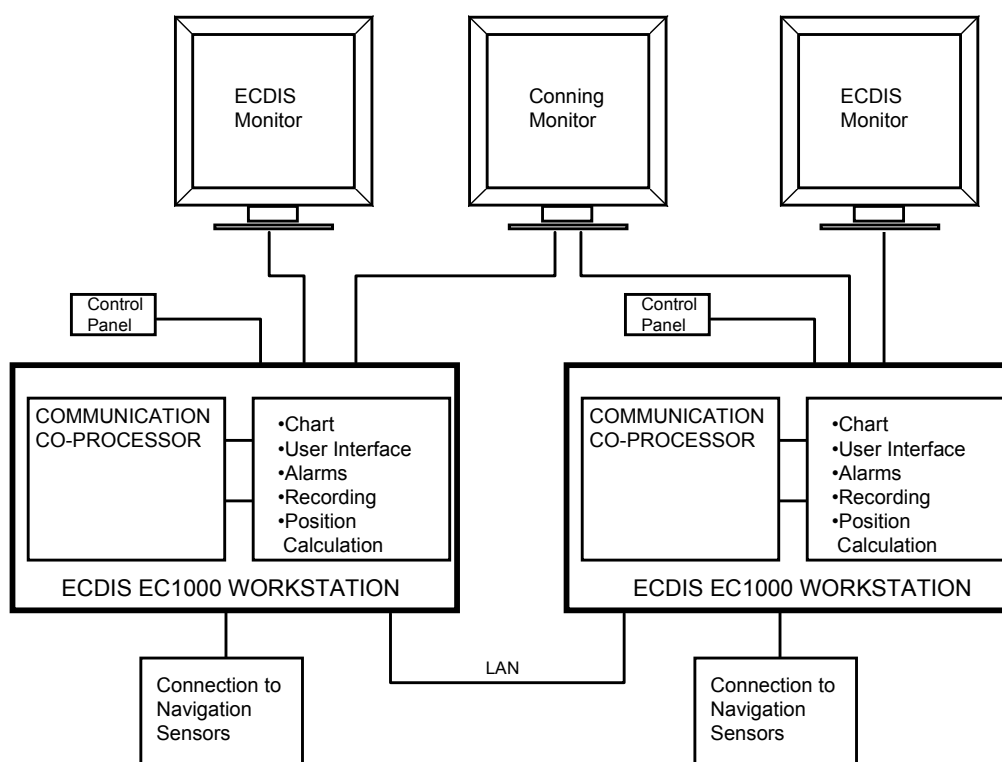 ECDIS
Monitor
Conning
Monitor
ECDIS
Monitor
Control
Panel
Control
Panel
COMMUNICATION
CO-PROCESSOR
•Chart
•User Interface
•Alarms
•Recording
•Position
Calculation
ECDIS EC1000 WORKSTATION
COMMUNICATION
CO-PROCESSOR
•Chart
•User Interface
•Alarms
•Recording
•Position
Calculation
ECDIS EC1000 WORKSTATION
LAN
Connection to
Navigation
Sensors
Connection to
Navigation
Sensors